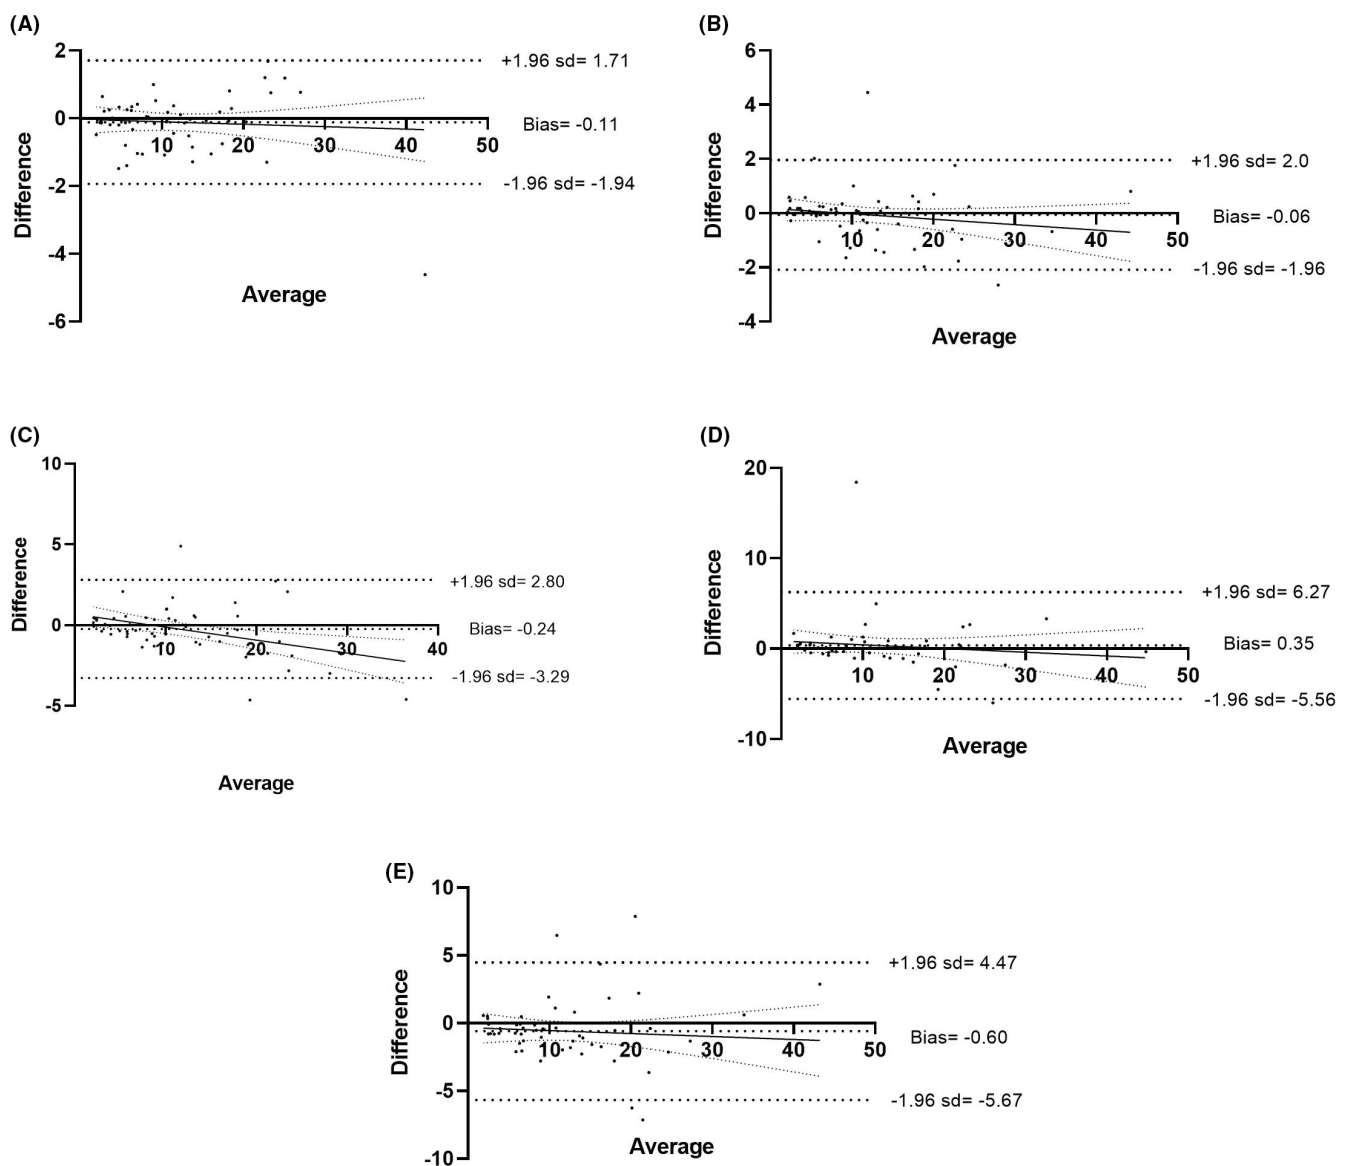 (A)
2
+1.96 sd= 1.71
0
Bias= -0.11
10 20 30 40 50
Difference
-2
-1.96 sd= -1.94
-4
Average
-6
(B)
6
4
2
+1.96 sd= 2.0
Difference
0
Bias= -0.06
10 20 30 40 50
-2
-1.96 sd= -1.96
-4
Average
(C)
10
5
+1.96 sd= 2.80
Difference
0
Bias= -0.24
10 20 30 40
-1.96 sd= -3.29
-5
Average
(D)
20
10
+1.96 sd= 6.27
Difference
0
Bias= 0.35
10 20 30 40 50
-1.96 sd= -5.56
-10
Average
(E)
10
5
+1.96 sd= 4.47
Difference
0
Bias= -0.60
10 20 30 40 50
-5
-1.96 sd= -5.67
Average
-10